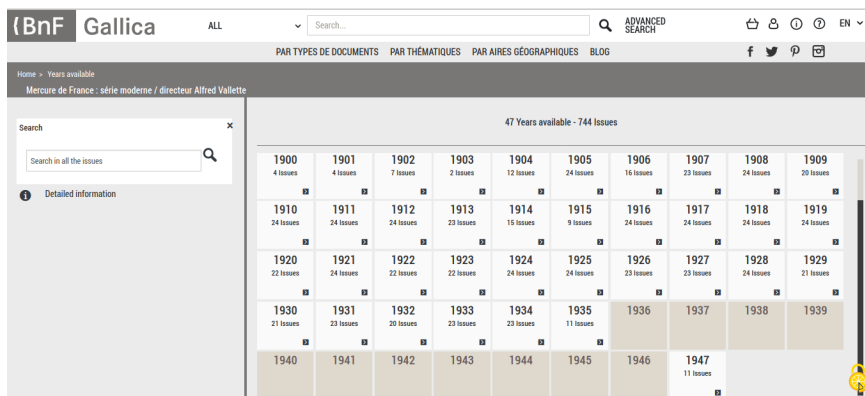 {BnF Gallica ALL Search... ADVANCED SEARCH EN
PAR TYPES DE DOCUMENTS PAR THÉMATIQUES PAR AIRES GÉOGRAPHIQUES BLOG
Home > Years available
Mercure de France : série moderne / directeur Alfred Vallette
Search ×
Search in all the issues
Detailed information
47 Years available - 744 Issues
1900 1901 1902 1903 1904 1905 1906 1907 1908 1909
4 Issues 4 Issues 7 Issues 2 Issues 12 Issues 24 Issues 16 Issues 23 Issues 24 Issues 20 Issues
1910 1911 1912 1913 1914 1915 1916 1917 1918 1919
24 Issues 24 Issues 24 Issues 23 Issues 15 Issues 9 Issues 24 Issues 24 Issues 24 Issues 24 Issues
1920 1921 1922 1923 1924 1925 1926 1927 1928 1929
22 Issues 24 Issues 22 Issues 22 Issues 24 Issues 24 Issues 23 Issues 23 Issues 24 Issues 21 Issues
1930 1931 1932 1933 1934 1935 1936 1937 1938 1939
21 Issues 23 Issues 20 Issues 23 Issues 23 Issues 11 Issues
1940 1941 1942 1943 1944 1945 1946 1947
11 Issues